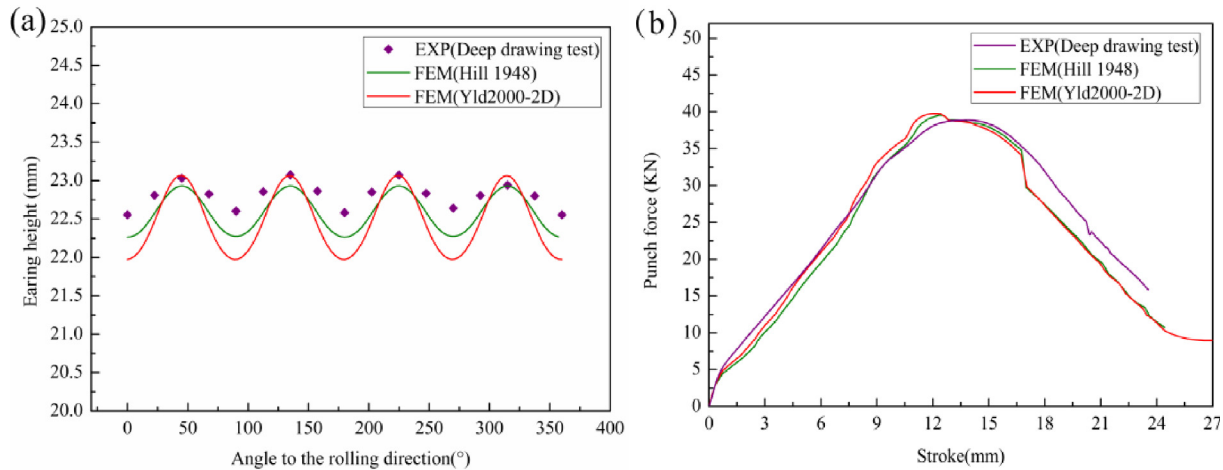 (a)
25.0
24.5
24.0
23.5
23.0
22.5
22.0
21.5
21.0
20.5
20.0
Earing height (mm)
EXP(Deep drawing test)
FEM(Hill 1948)
FEM(Yld2000-2D)
0 50 100 150 200 250 300 350 400
Angle to the rolling direction(°)
(b)
50
45
40
35
30
25
20
15
10
5
0
Punch force (KN)
EXP(Deep drawing test)
FEM(Hill 1948)
FEM(Yld2000-2D)
0 3 6 9 12 15 18 21 24 27
Stroke(mm)